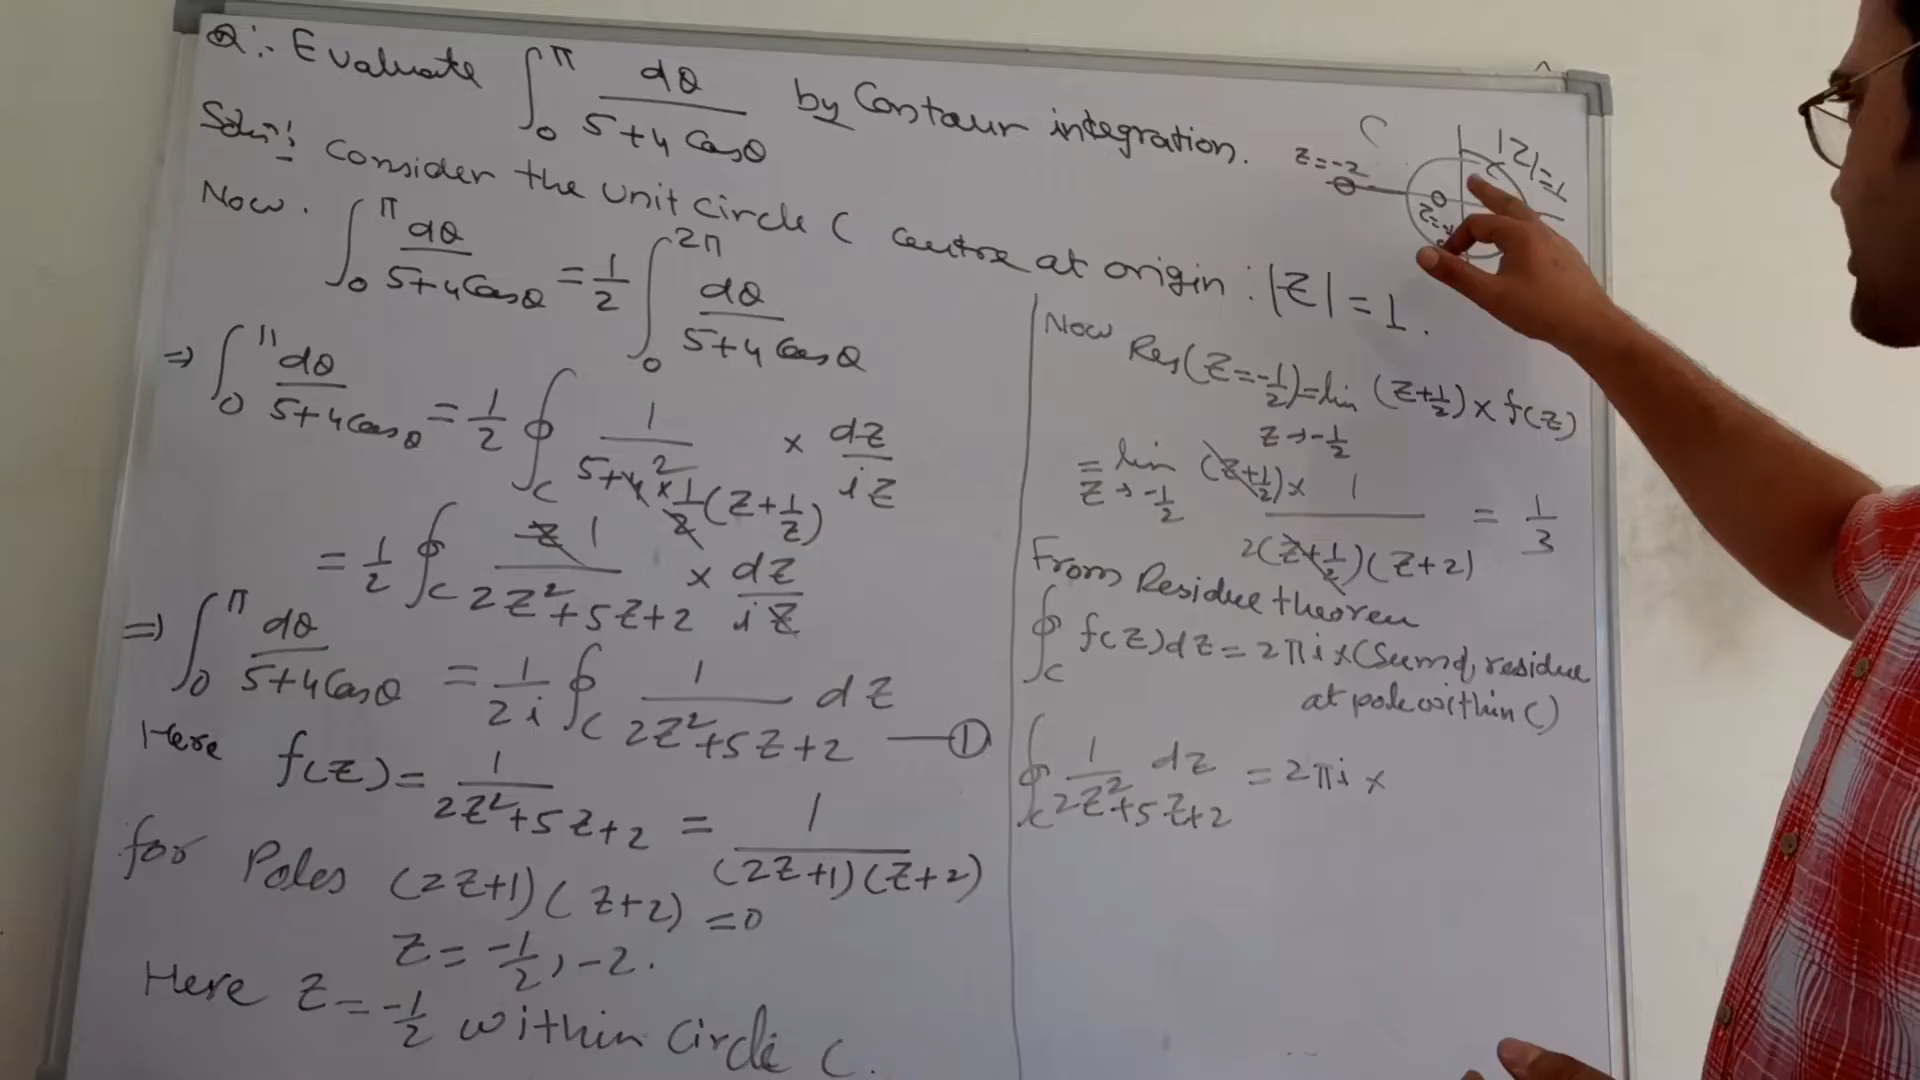 Q:- Evaluate ∫₀^π dθ/(5+4Cosθ) by Contour integration.
Soln:- Consider the unit circle C centre at origin : |z| = 1.
Now. ∫₀^π dθ/(5+4Cosθ) = 1/2 ∫₀^2π dθ/(5+4Cosθ)
⇒ ∫₀^π dθ/(5+4Cosθ) = 1/2 ∮_C 1/(5+4×1/2(z+1/z)) × dz/iz
= 1/2 ∮_C 1/(2z²+5z+2) × dz/iz
⇒ ∫₀^π dθ/(5+4Cosθ) = 1/2i ∮_C 1/(2z²+5z+2) dz —①
Here f(z) = 1/(2z²+5z+2) = 1/((2z+1)(z+2))
for Poles (2z+1)(z+2) = 0
z = -1/2, -2.
Here z = -1/2 within circle C.
C
z=-2
|z|=1
Now Res(z=-1/2) = lim z→-1/2 (z+1/2) × f(z)
= lim z→-1/2 (z+1/2) × 1/(2(z+1/2)(z+2)) = 1/3
From Residue theorem
∮_C f(z)dz = 2πi × (Sum of residue
at pole within C)
∮_C 1/(2z²+5z+2) dz = 2πi ×